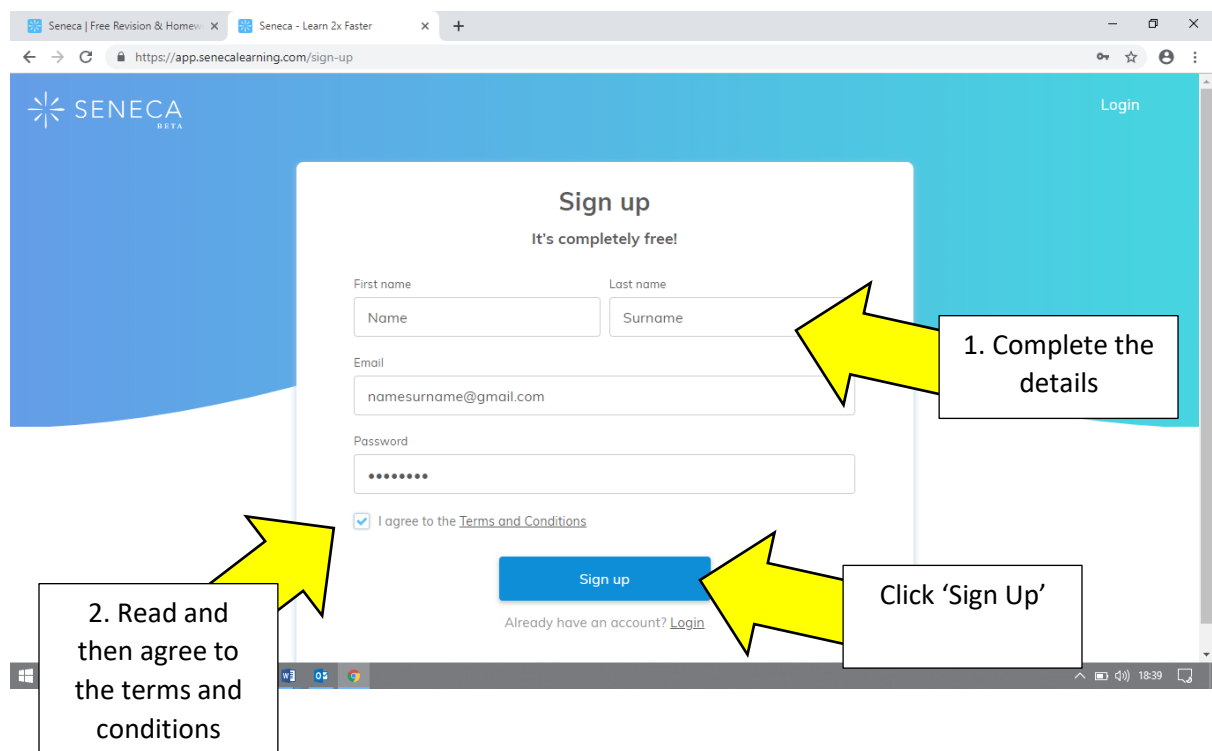 Seneca | Free Revision & Homew
Seneca - Learn 2x Faster
https://app.senecalearning.com/sign-up
SENECA
BETA
Login
Sign up
It's completely free!
First name
Last name
Name
Surname
1. Complete the
details
Email
namesurname@gmail.com
Password
••••••••
I agree to the Terms and Conditions
Sign up
Click ‘Sign Up’
Already have an account? Login
2. Read and
then agree to
the terms and
conditions
18:39